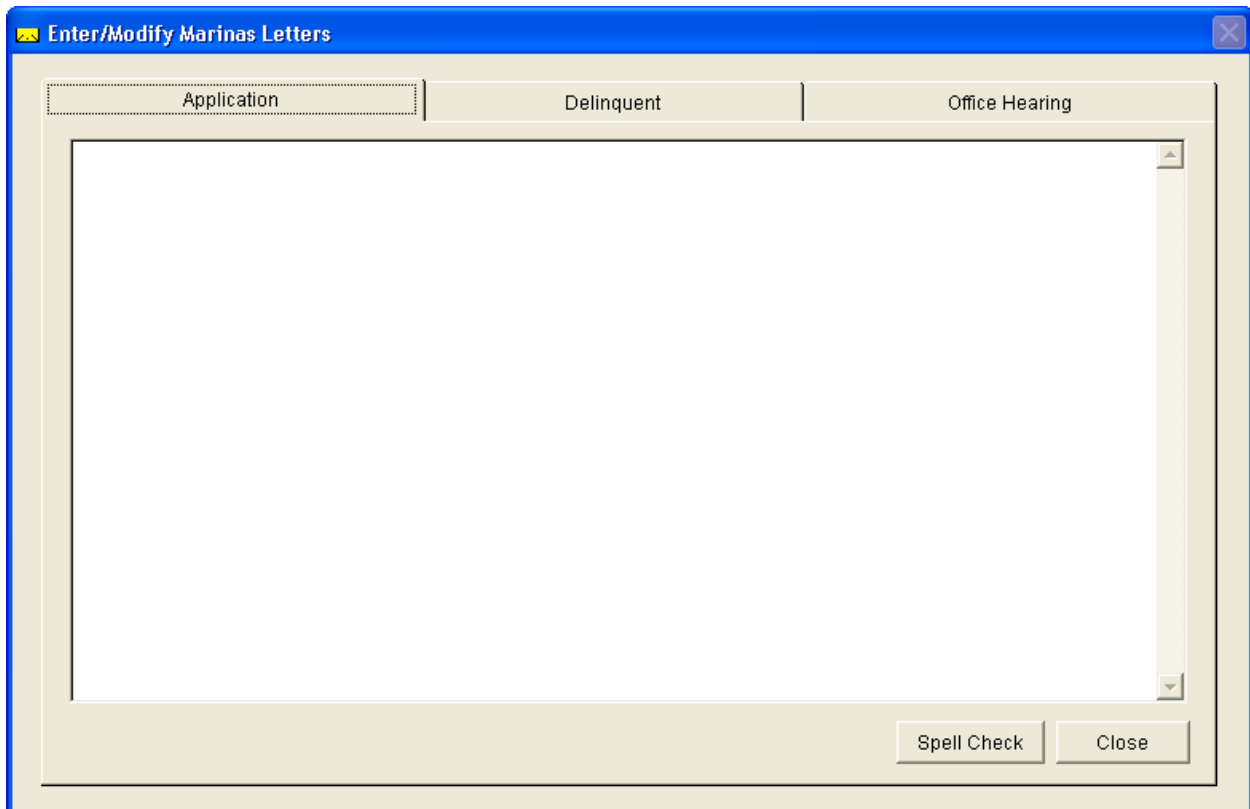 Enter/Modify Marinas Letters
Application Delinquent Office Hearing
Spell Check Close